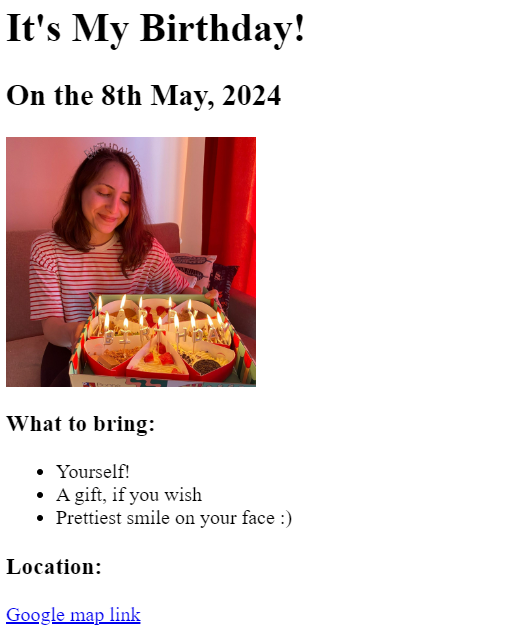 It's My Birthday!
On the 8th May, 2024
What to bring:
Yourself!
A gift, if you wish
Prettiest smile on your face :)
Location:
Google map link